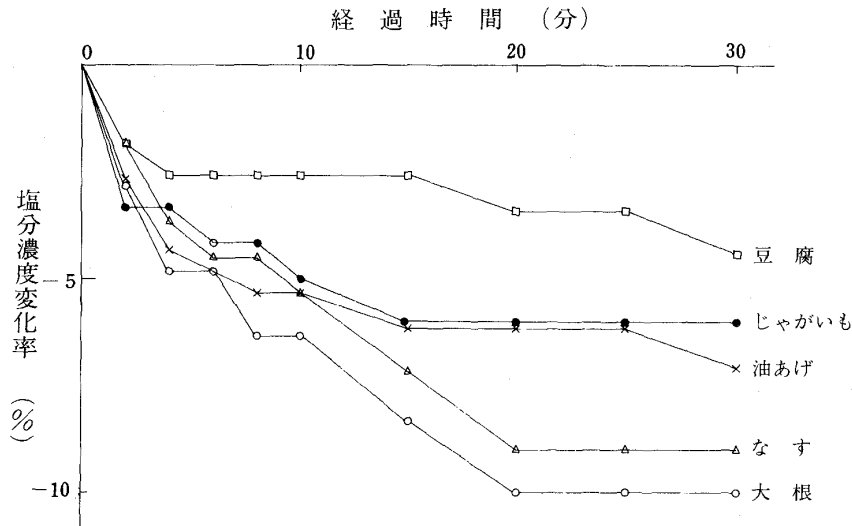 経過時間 (分)
0 10 20 30
塩分濃度変化率 (%)
-5
-10
豆腐
じゃがいも
油あげ
なす
大根